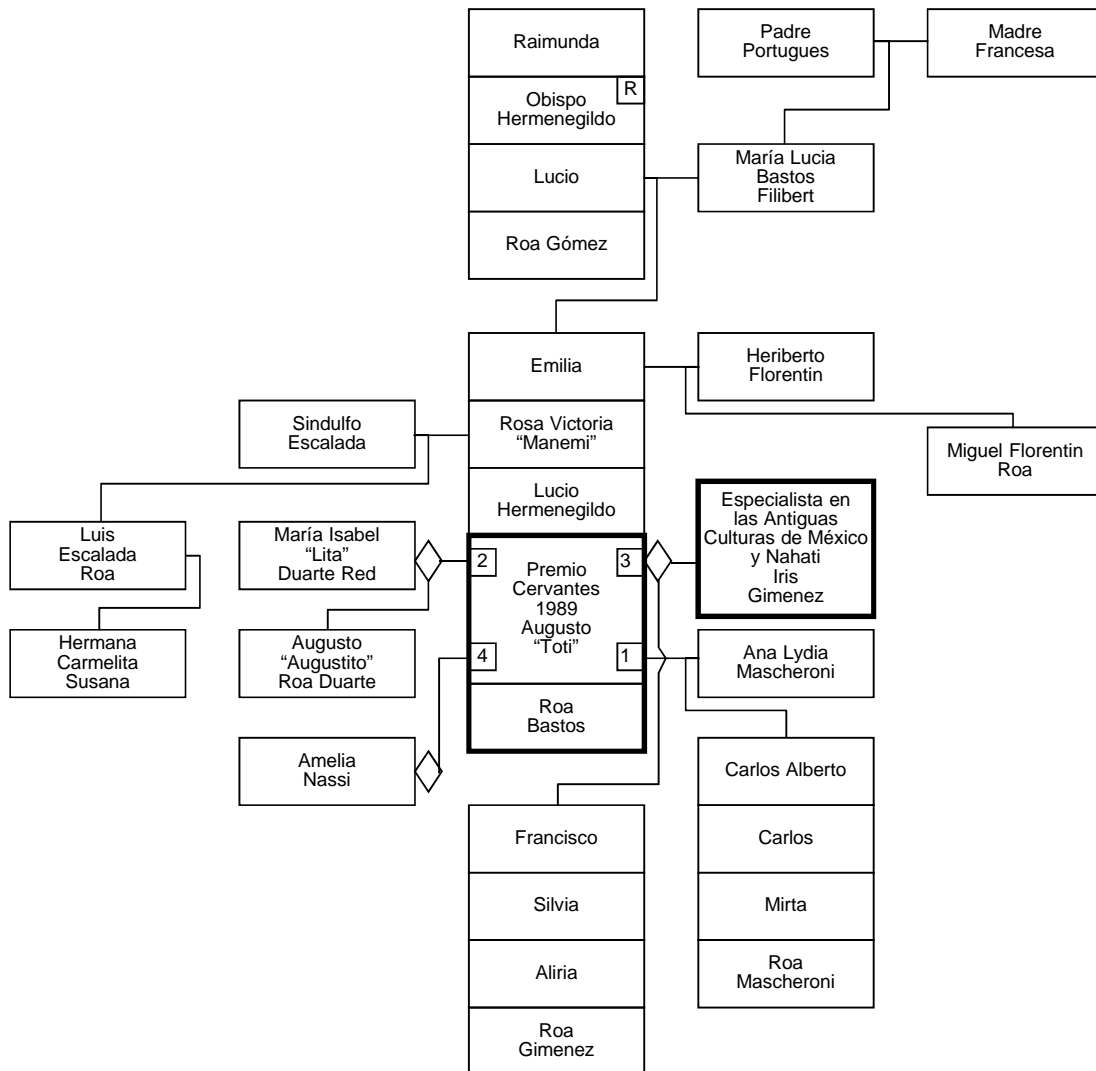 Raimunda
Padre
Portugues
Madre
Francesa
R
Obispo
Hermenegildo
Lucio
María Lucia
Bastos
Filibert
Roa Gómez
Emilia
Heriberto
Florentin
Sindulfo
Escalada
Rosa Victoria
“Manemi”
Miguel Florentin
Roa
Lucio
Hermenegildo
Especialista en
las Antiguas
Culturas de México
y Nahati
Iris
Gimenez
Luis
Escalada
Roa
María Isabel
“Lita”
Duarte Red
2
3
Premio
Cervantes
1989
Augusto
“Toti”
4
1
Hermana
Carmelita
Susana
Augusto
“Augustito”
Roa Duarte
Ana Lydia
Mascheroni
Roa
Bastos
Amelia
Nassi
Carlos Alberto
Francisco
Carlos
Silvia
Mirta
Aliria
Roa
Mascheroni
Roa
Gimenez